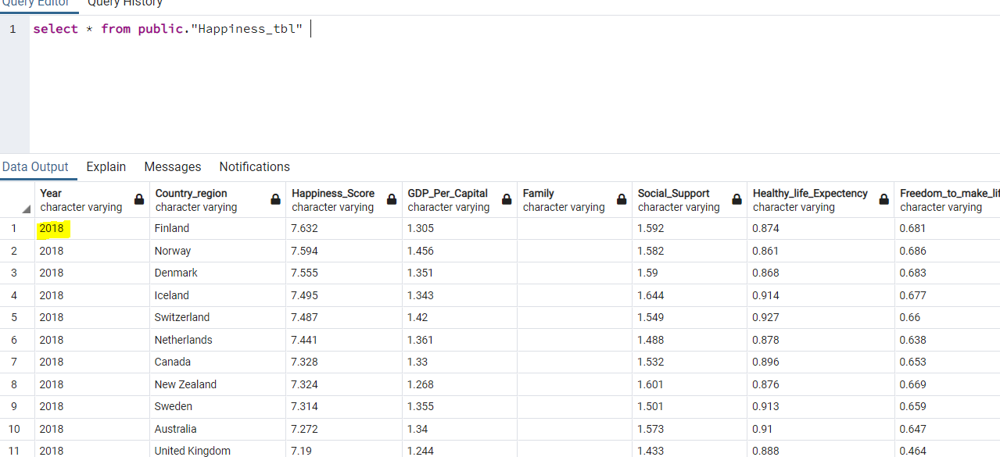 Query Editor Query History
1 select * from public."Happiness_tbl"
Data Output Explain Messages Notifications
Year Country_region Happiness_Score GDP_Per_Capital Family Social_Support Healthy_life_Expectency Freedom_to_make_lif
character varying character varying character varying character varying character varying character varying character varying character varying
1 2018 Finland 7.632 1.305 1.592 0.874 0.681
2 2018 Norway 7.594 1.456 1.582 0.861 0.686
3 2018 Denmark 7.555 1.351 1.59 0.868 0.683
4 2018 Iceland 7.495 1.343 1.644 0.914 0.677
5 2018 Switzerland 7.487 1.42 1.549 0.927 0.66
6 2018 Netherlands 7.441 1.361 1.488 0.878 0.638
7 2018 Canada 7.328 1.33 1.532 0.896 0.653
8 2018 New Zealand 7.324 1.268 1.601 0.876 0.669
9 2018 Sweden 7.314 1.355 1.501 0.913 0.659
10 2018 Australia 7.272 1.34 1.573 0.91 0.647
11 2018 United Kingdom 7.19 1.244 1.433 0.888 0.464